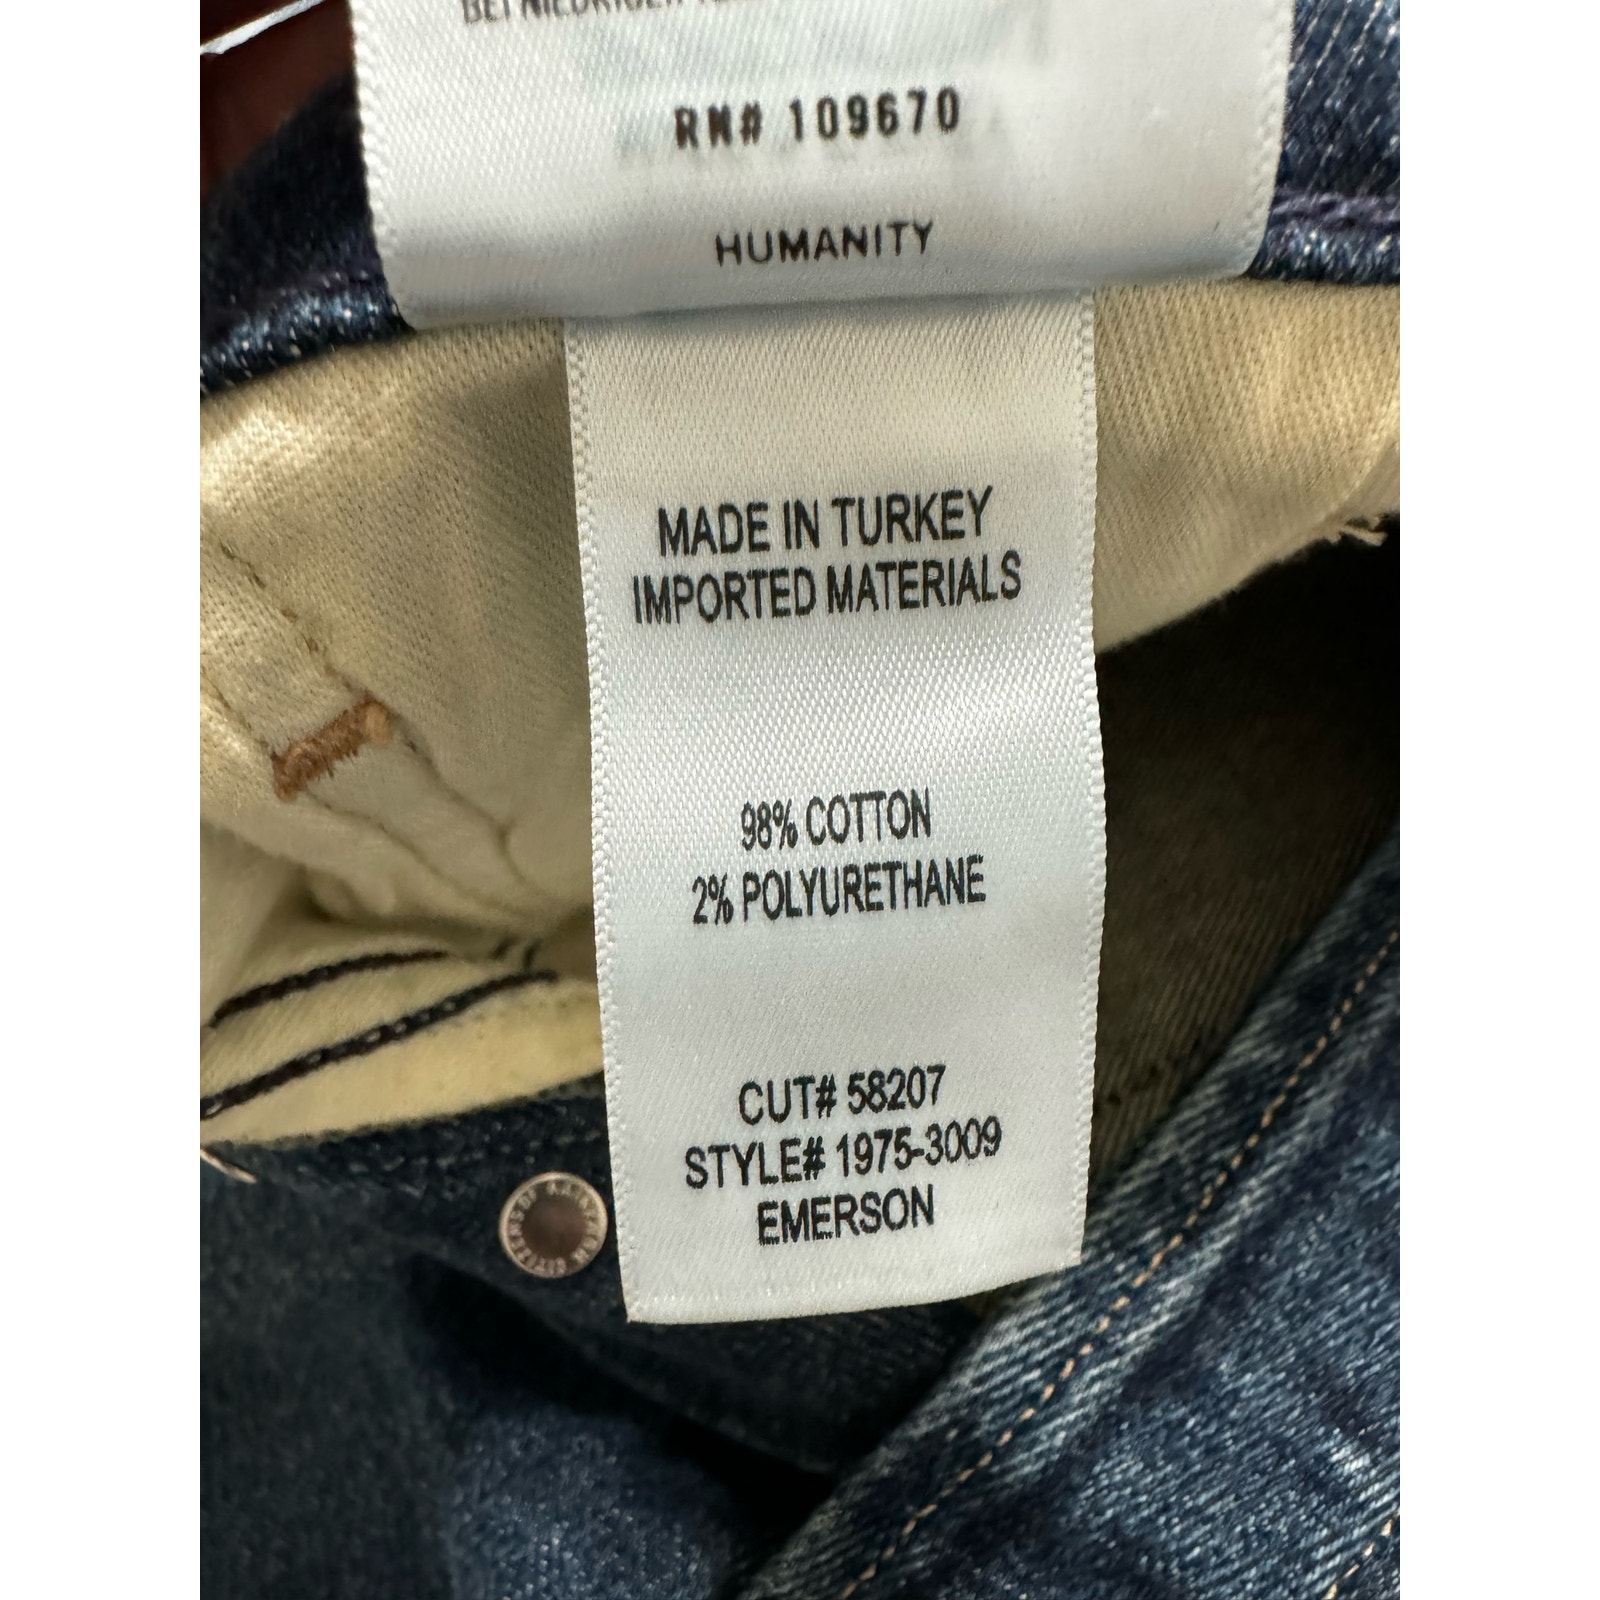 RN# 109670
HUMANITY
MADE IN TURKEY
IMPORTED MATERIALS
98% COTTON
2% POLYURETHANE
CUT# 58207
STYLE# 1975-3009
EMERSON